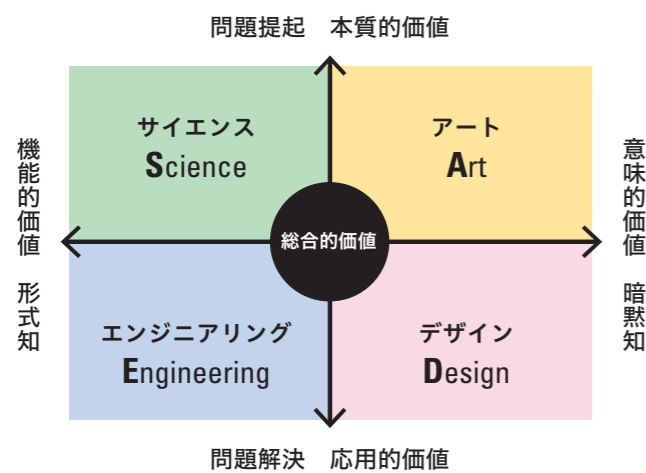 問題提起　本質的価値
サイエンス
Science
アート
Art
機能的価値　形式知
総合的価値
意味的価値　暗黙知
エンジニアリング
Engineering
デザイン
Design
問題解決　応用的価値